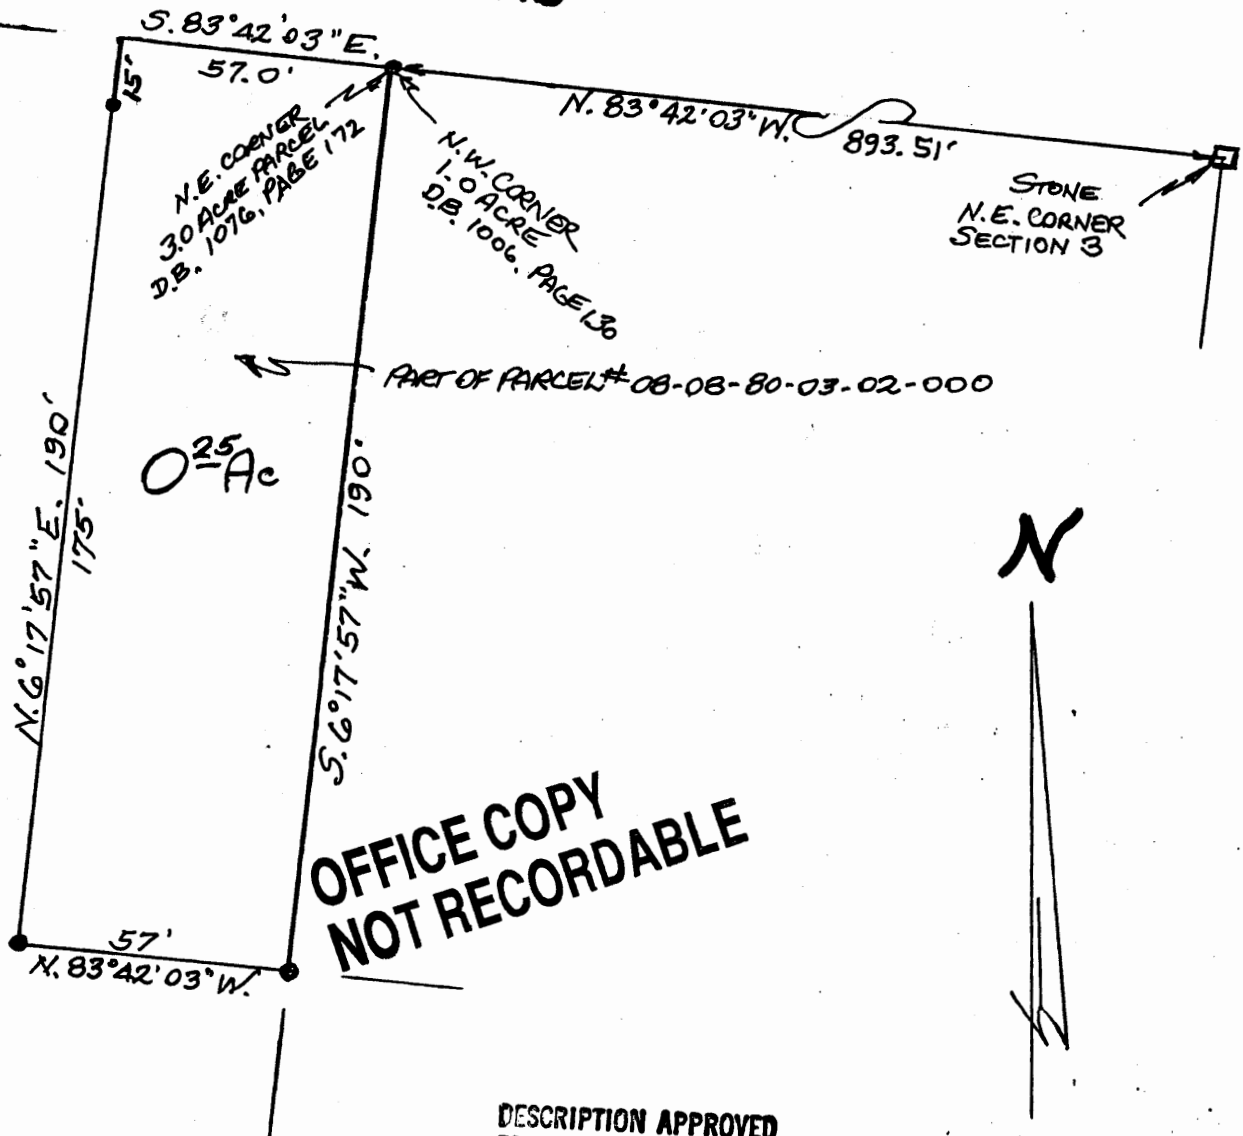 S. 83°42'03"E.
57.0'
15'
N. 83°42'03"W.
893.51'
N.E. CORNER
3.0 ACRE PARCEL
D.B. 1076, PAGE 172
N.W. CORNER
1.0 ACRE
D.B. 1006, PAGE 130
STONE
N.E. CORNER
SECTION 3
PART OF PARCEL # 08-08-80-03-02-000
0 25 Ac
N. 6°17'57"E. 190'
175'
S. 6°17'57"W. 190'
N
OFFICE COPY
NOT RECORDABLE
57'
N. 83°42'03"W.
DESCRIPTION APPROVED